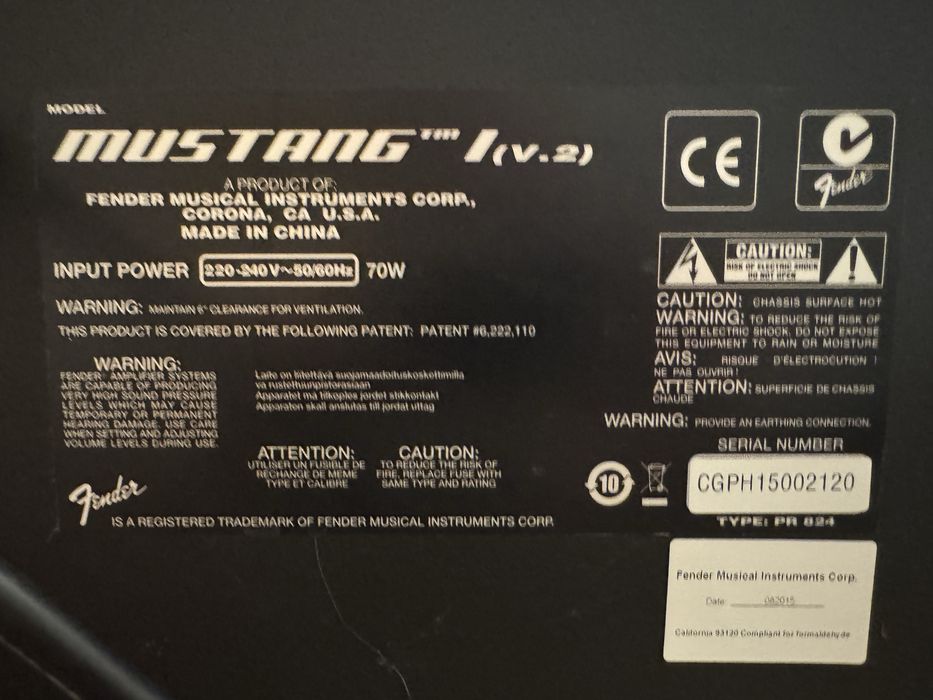 MODEL
MUSTANG™ I (V.2)
A PRODUCT OF:
FENDER MUSICAL INSTRUMENTS CORP.,
CORONA, CA U.S.A.
MADE IN CHINA
INPUT POWER 220-240V~50/60Hz 70W
WARNING: MAINTAIN 6" CLEARANCE FOR VENTILATION.
THIS PRODUCT IS COVERED BY THE FOLLOWING PATENT: PATENT #6,222,110
WARNING:
FENDER® AMPLIFIER SYSTEMS
ARE CAPABLE OF PRODUCING
VERY HIGH SOUND PRESSURE
LEVELS WHICH MAY CAUSE
TEMPORARY OR PERMANENT
HEARING DAMAGE. USE CARE
WHEN SETTING AND ADJUSTING
VOLUME LEVELS DURING USE.
Laite on liitettävä suojamaadoituskoskettimilla
va rustettuunpistorasiaan
Apparatet ma tilkoples jordet stikkontakt
Apparaten skall anslutas till jordat uttag
ATTENTION:
UTILISER UN FUSIBLE DE
RECHANGE DE MEME
TYPE ET CALIBRE
CAUTION:
TO REDUCE THE RISK OF
FIRE, REPLACE FUSE WITH
SAME TYPE AND RATING
Fender
IS A REGISTERED TRADEMARK OF FENDER MUSICAL INSTRUMENTS CORP.
CE
Fender
CAUTION:
RISK OF ELECTRIC SHOCK
DO NOT OPEN
CAUTION: CHASSIS SURFACE HOT
WARNING: TO REDUCE THE RISK OF
FIRE OR ELECTRIC SHOCK, DO NOT EXPOSE
THIS EQUIPMENT TO RAIN OR MOISTURE
AVIS: RISQUE D'ÉLECTROCUTION !
NE PAS OUVRIR !
ATTENTION: SUPERFICIE DE CHASSIS
CHAUDE
WARNING: PROVIDE AN EARTHING CONNECTION.
SERIAL NUMBER
10
CGPH15002120
TYPE: PR 824
Fender Musical Instruments Corp.
Date: 082015
California 93120 Compliant for formaldehyde